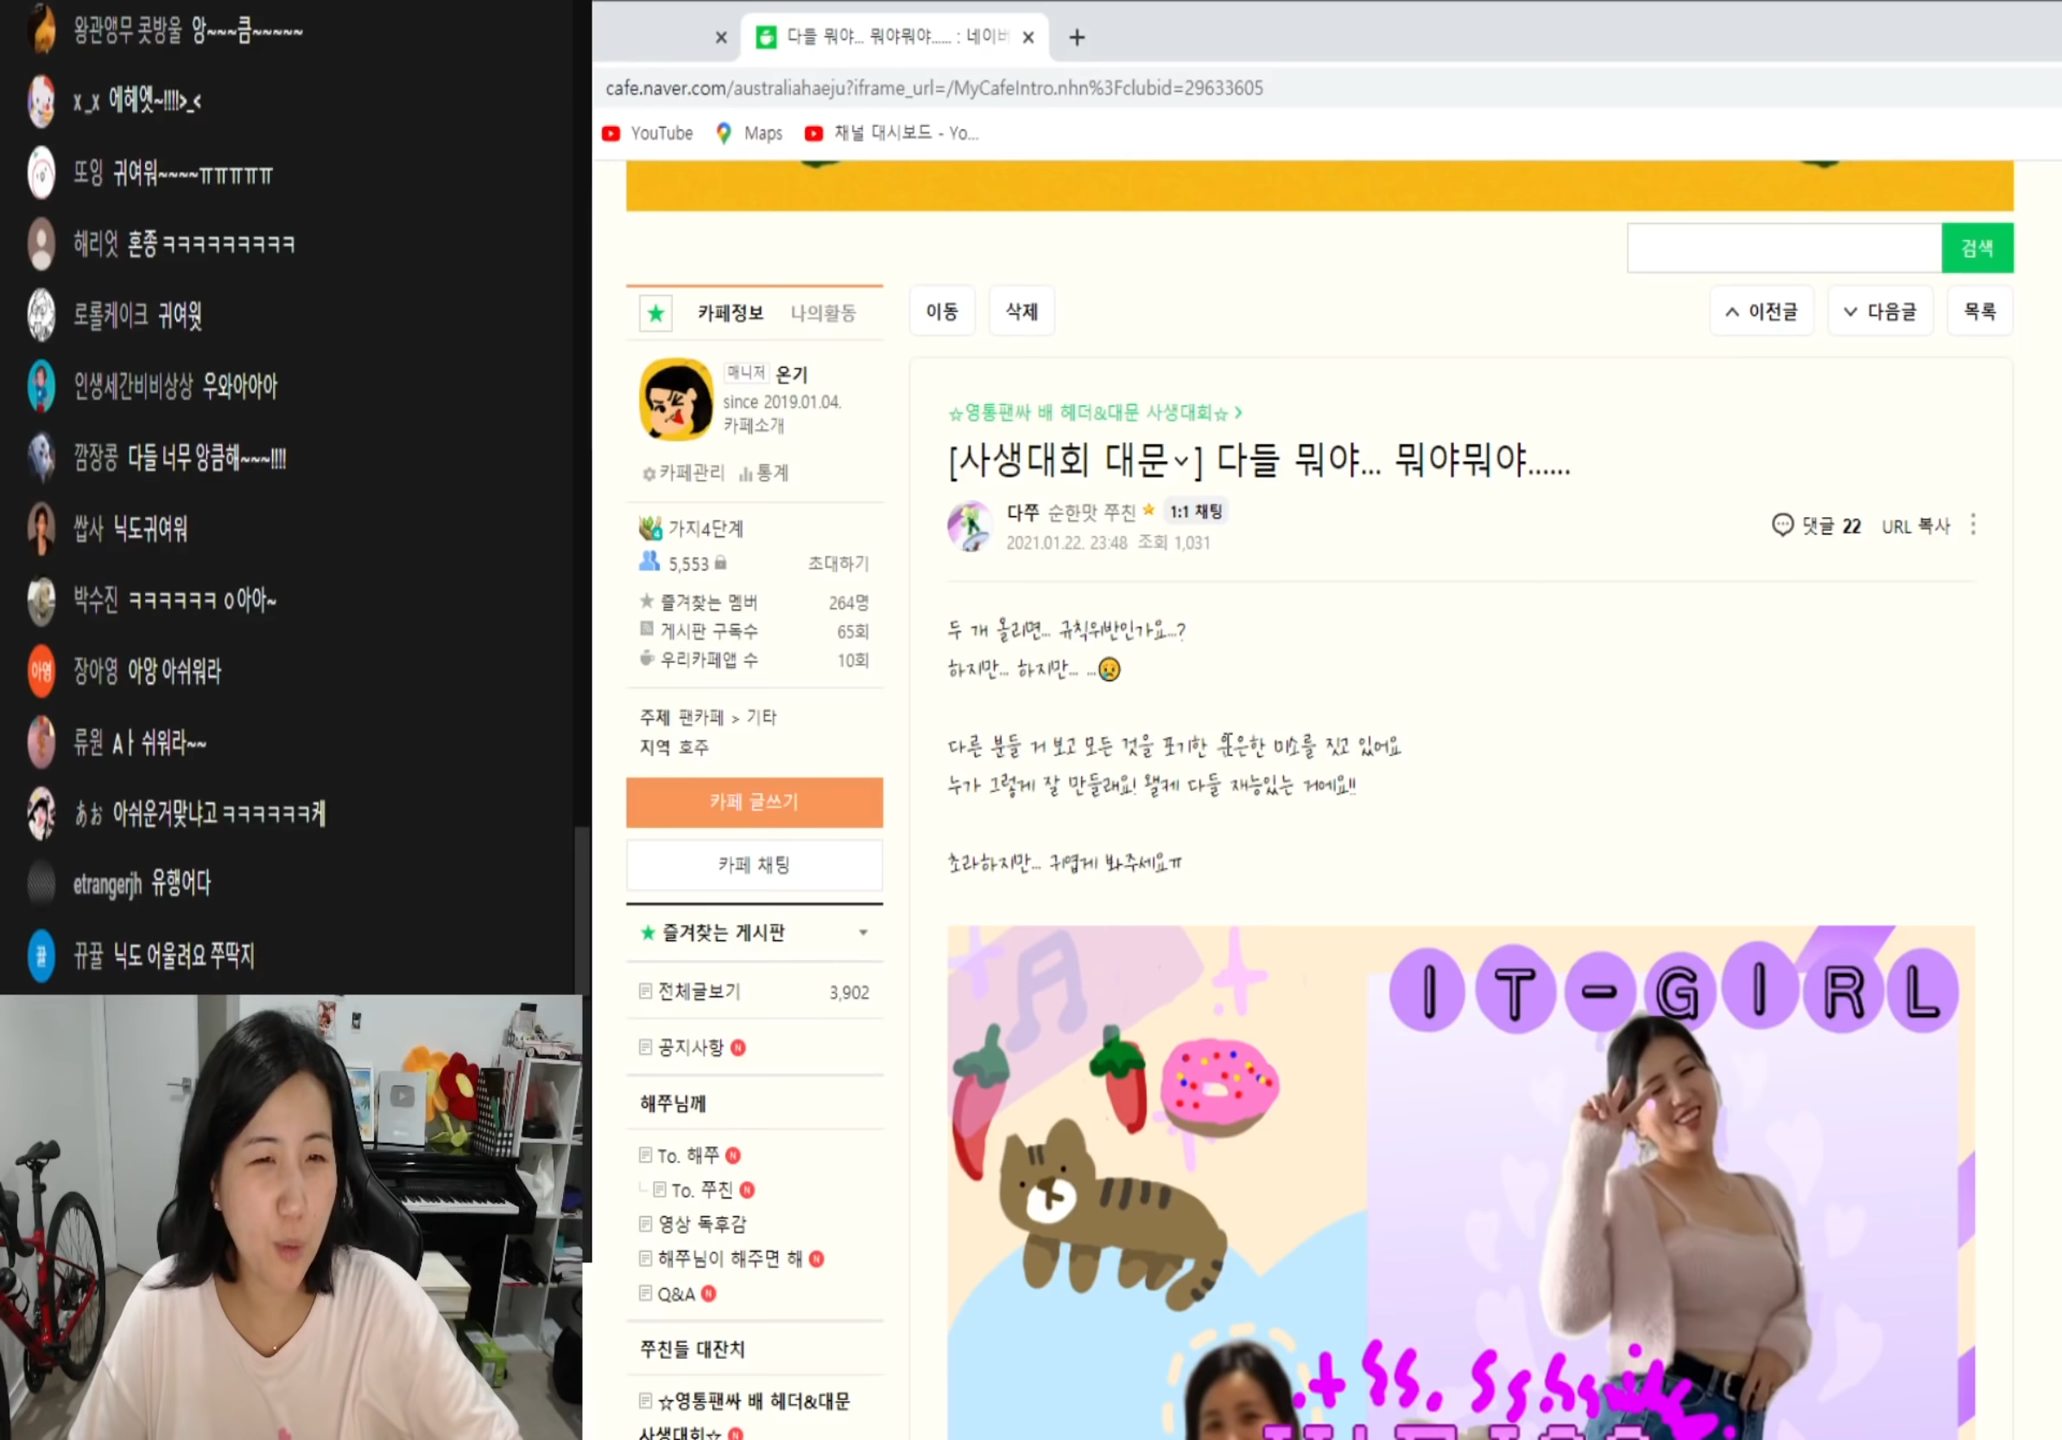 왕관앵무 콧방울 앙~~~큼~~~~~
x_x 에헤엣~!!!!>_<
또잉 귀여워~~~~ㅠㅠㅠㅠㅠ
해리엇 혼종ㅋㅋㅋㅋㅋㅋㅋㅋㅋ
로롤케이크 귀여웟
인생세간비비상상 우와아아아
깜장콩 다들 너무 앙큼해~~~!!!!
쌉사 닉도귀여워
박수진 ㅋㅋㅋㅋㅋㅋ ㅇ아아~
아영
장아영 아앙 아쉬워라
류원 Aㅏ 쉬워라~~
あぉ 아쉬운거맞냐고 ㅋㅋㅋㅋㅋㅋ케
etrangerjh 유행어다
뀨꿀 닉도 어울려요 쭈딱지
다들 뭐야... 뭐야뭐야...... : 네이버
cafe.naver.com/australiahaeju?iframe_url=/MyCafeIntro.nhn%3Fclubid=29633605
YouTube Maps 채널 대시보드 - Yo...
검색
카페정보 나의활동
이동 삭제
이전글 다음글 목록
매니저 온기
since 2019.01.04.
카페소개
카페관리 통계
가지4단계
5,553 초대하기
즐겨찾는 멤버 264명
게시판 구독수 65회
우리카페앱 수 10회
주제 팬카페 > 기타
지역 호주
카페 글쓰기
카페 채팅
즐겨찾는 게시판
전체글보기 3,902
공지사항 N
해쭈님께
To. 해쭈 N
To. 쭈친 N
영상 독후감
해쭈님이 해주면 해 N
Q&A N
쭈친들 대잔치
☆영통팬싸 배 헤더&대문
사생대회☆ N
☆영통팬싸 배 헤더&대문 사생대회☆ >
[사생대회 대문] 다들 뭐야... 뭐야뭐야......
다쭈 순한맛 쭈친 1:1 채팅
2021.01.22. 23:48 조회 1,031
댓글 22 URL 복사
두 개 올리면... 규칙위반인가요...?
하지만... 하지만... ...😥
다른 분들 거 보고 모든 것을 포기한 은은한 미소를 짓고 있어요
누가 그렇게 잘 만들래요! 왤케 다들 재능있는 거에요!!
초라하지만... 귀엽게 봐주세요ㅠ
IT-GIRL